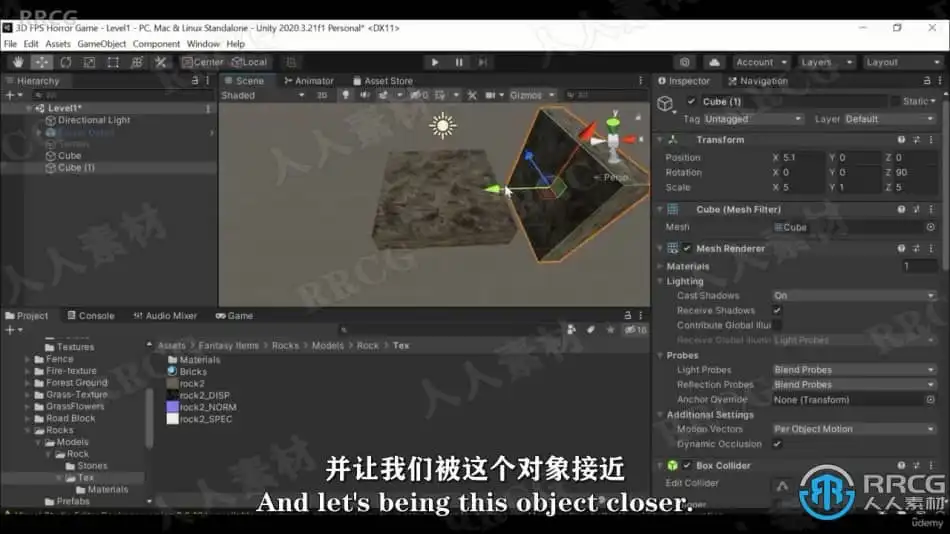 3D FPS Horror Game - Level1 - PC, Mac & Linux Standalone - Unity 2020.3.21f1 Personal* <DX11>
File Edit Assets GameObject Component Window Help
Center Local Account Layers Layout
Hierarchy Scene Animator Asset Store Inspector Navigation
All Shaded 2D Gizmos All
Level1*
Directional Light
Cube
Cube (1)
Persp
Cube (1) Static
Tag Untagged Layer Default
Transform
Position X 5.1 Y 0 Z 0
Rotation X 0 Y 0 Z 90
Scale X 5 Y 1 Z 5
Cube (Mesh Filter)
Mesh Cube
Mesh Renderer
Materials 1
Lighting
Cast Shadows On
Receive Shadows
Contribute Global Illumi
Receive Global Illumi Light Probes
Probes
Light Probes Blend Probes
Reflection Probes Blend Probes
Anchor Override None (Transform)
Additional Settings
Motion Vectors Per Object Motion
Dynamic Occlusion
Box Collider
Edit Collider
Project Console Audio Mixer Game
16
Textures
Fence
Fire-texture
Forest Ground
Grass-Texture
GrassFlowers
Road Block
Rocks
Models
Rock
Stones
Tex
Materials
Prefabs
Assets Fantasy Items Rocks Models Rock Tex
Materials
Bricks
rock2
rock2_DISP
rock2_NORM
rock2_SPEC
并让我们被这个对象接近
And let's being this object closer.
RRCG
人人素材
udemy